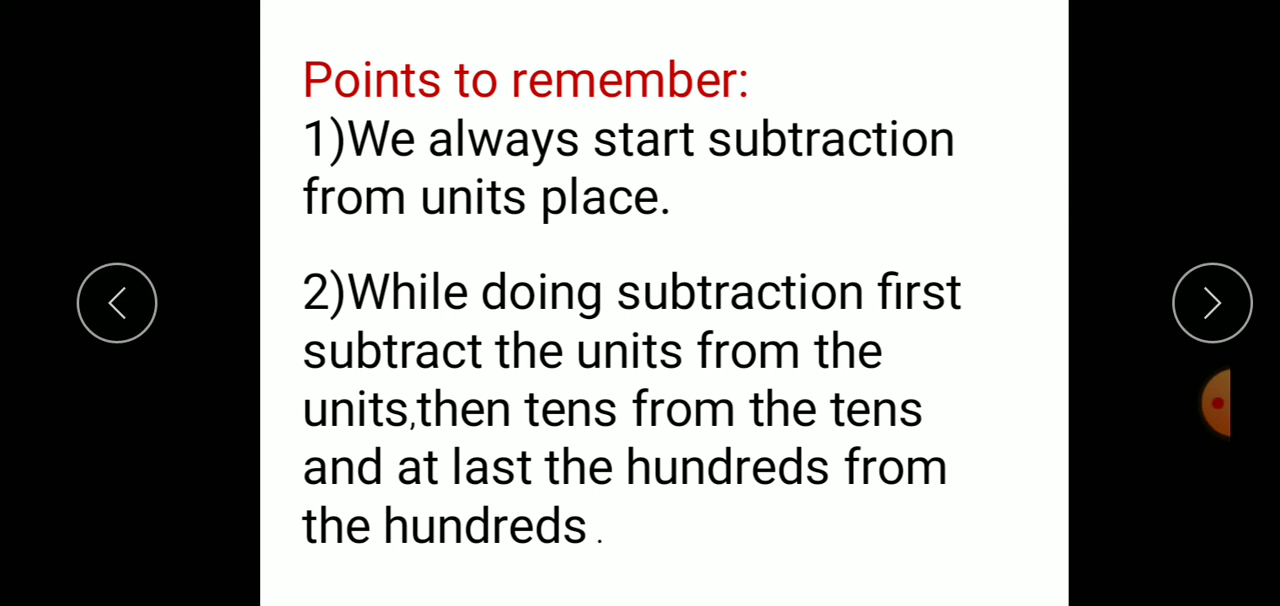 Points to remember:
1)We always start subtraction
from units place.
2)While doing subtraction first
subtract the units from the
units,then tens from the tens
and at last the hundreds from
the hundreds .